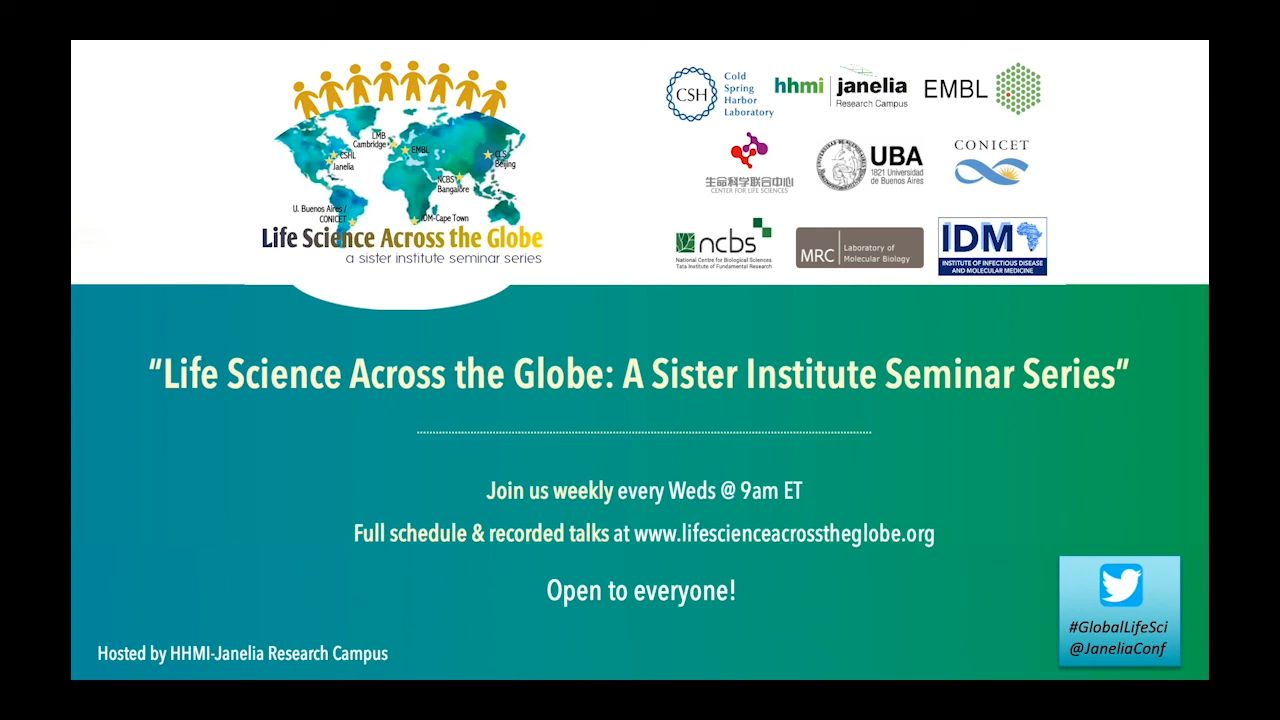 LMB
Cambridge
EMBL
CSHL
Janelia
CLS
Beijing
NCBS
Bangalore
U. Buenos Aires /
CONICET
IDM-Cape Town
Life Science Across the Globe
a sister institute seminar series
CSH
Cold
Spring
Harbor
Laboratory
hhmi janelia
Research Campus
EMBL
生命科学联合中心
CENTER FOR LIFE SCIENCES
UBA
1821 Universidad
de Buenos Aires
CONICET
ncbs
National Centre for Biological Sciences
Tata Institute of Fundamental Research
MRC
Laboratory of
Molecular Biology
IDM
INSTITUTE OF INFECTIOUS DISEASE
AND MOLECULAR MEDICINE
“Life Science Across the Globe: A Sister Institute Seminar Series”
Join us weekly every Weds @ 9am ET
Full schedule & recorded talks at www.lifescienceacrosstheglobe.org
Open to everyone!
#GlobalLifeSci
@JaneliaConf
Hosted by HHMI-Janelia Research Campus